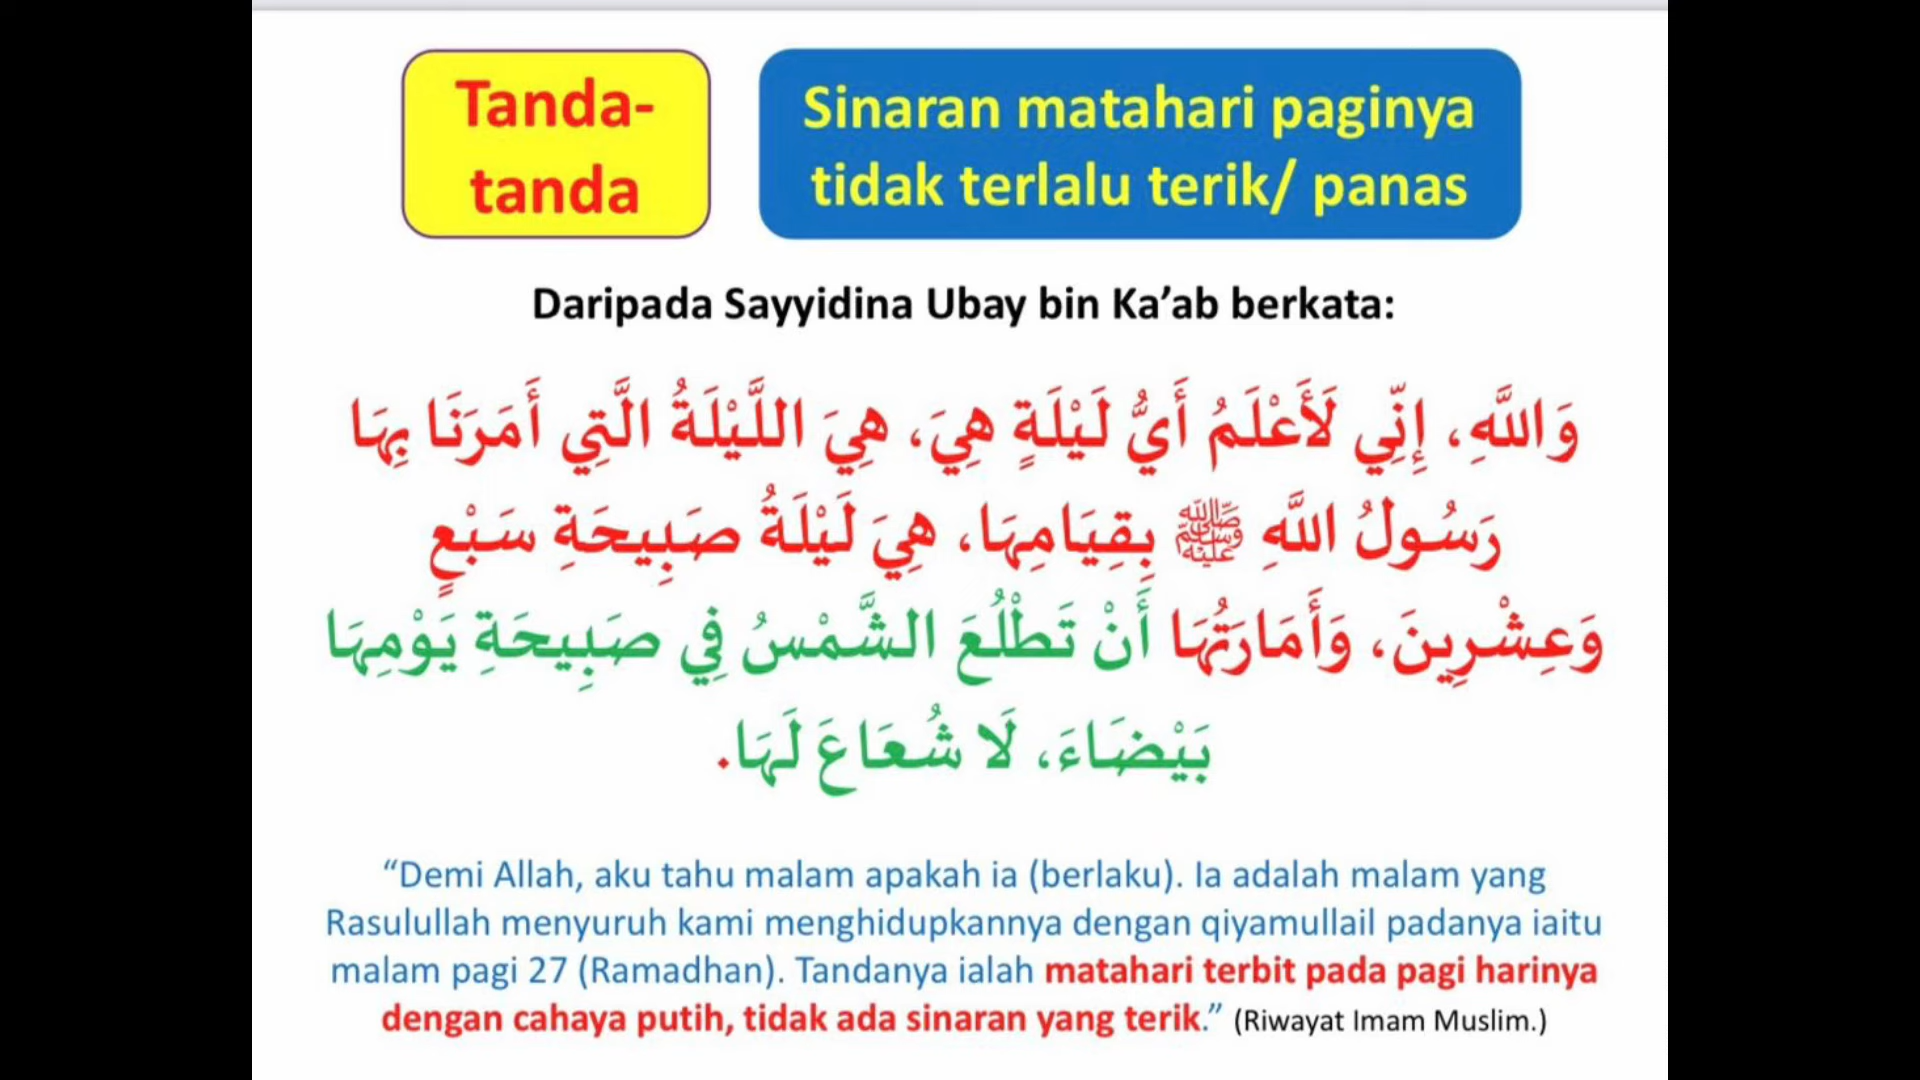 Tanda-
tanda
Sinaran matahari paginya
tidak terlalu terik/ panas
Daripada Sayyidina Ubay bin Ka’ab berkata:
وَاللَّهِ، إِنِّي لَأَعْلَمُ أَيُّ لَيْلَةٍ هِيَ، هِيَ اللَّيْلَةُ الَّتِي أَمَرَنَا بِهَا
رَسُولُ اللَّهِ ﷺ بِقِيَامِهَا، هِيَ لَيْلَةُ صَبِيحَةِ سَبْعٍ
وَعِشْرِينَ، وَأَمَارَتُهَا أَنْ تَطْلُعَ الشَّمْسُ فِي صَبِيحَةِ يَوْمِهَا
بَيْضَاءَ، لَا شُعَاعَ لَهَا.
“Demi Allah, aku tahu malam apakah ia (berlaku). Ia adalah malam yang
Rasulullah menyuruh kami menghidupkannya dengan qiyamullail padanya iaitu
malam pagi 27 (Ramadhan). Tandanya ialah matahari terbit pada pagi harinya
dengan cahaya putih, tidak ada sinaran yang terik.” (Riwayat Imam Muslim.)